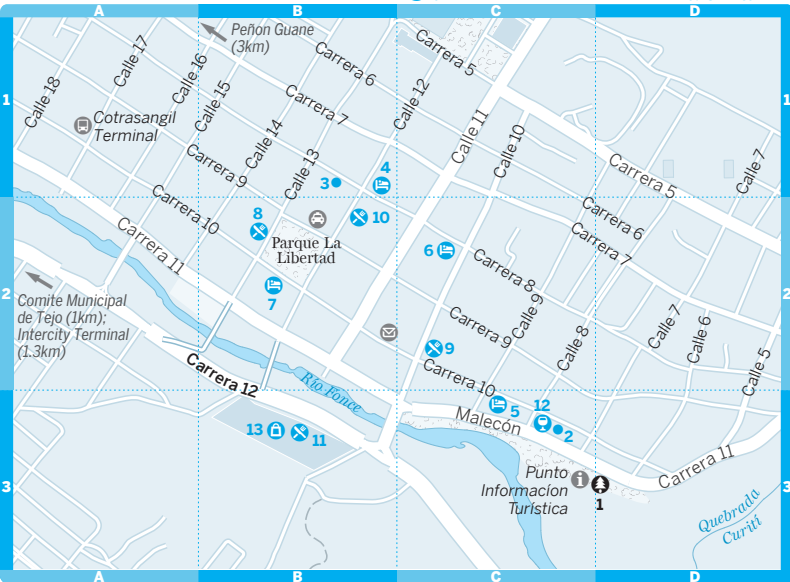 A
B
C
D
Peñon Guane
(3km)
Carrera 5
Calle 17
Carrera 6
Calle 16
Calle 12
1
1
Calle 18
Calle 15
Carrera 7
Cotrasangil
Terminal
Calle 11
Calle 10
Calle 14
Carrera 9
Calle 13
Carrera 5
Calle 7
4
3
Carrera 10
8
10
Carrera 6
Carrera 11
Parque La
Libertad
6
Carrera 7
Carrera 8
2
2
7
Comite Municipal
de Tejo (1km);
Intercity Terminal
(1.3km)
Carrera 9
Calle 9
Calle 8
Calle 7
Calle 6
Calle 5
9
Carrera 12
Río Fonce
Carrera 10
5
12
Malecón
2
13
11
Carrera 11
3
3
Punto
Informacíon
Turística
1
Quebrada
Curití
A
B
C
D